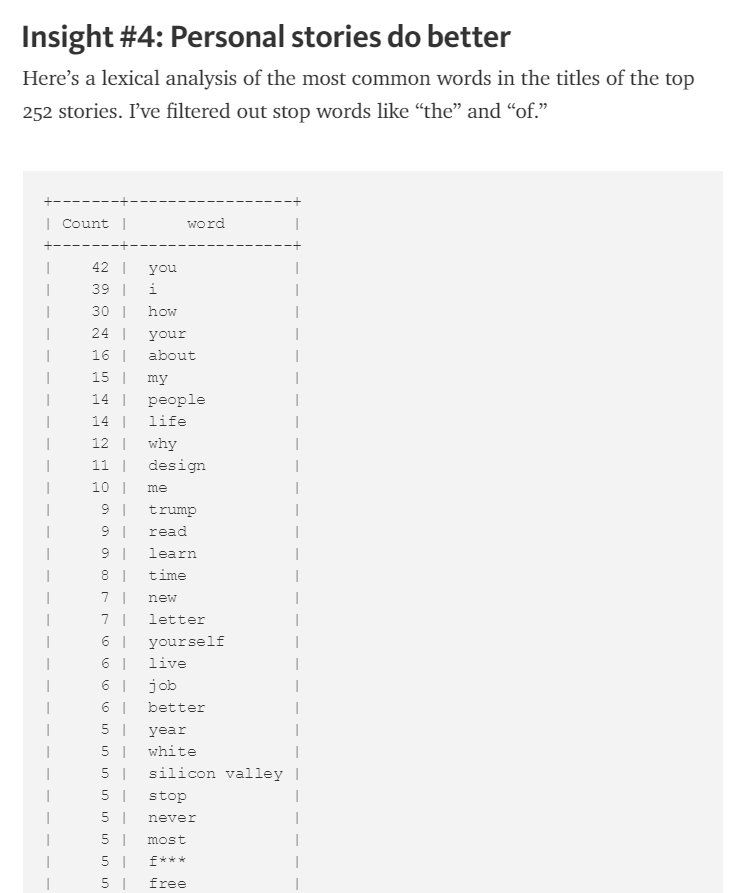 Insight #4: Personal stories do better
Here’s a lexical analysis of the most common words in the titles of the top
252 stories. I’ve filtered out stop words like “the” and “of.”
+-------+-----------------+
| Count |      word       |
+-------+-----------------+
|    42 |  you            |
|    39 |  i              |
|    30 |  how            |
|    24 |  your           |
|    16 |  about          |
|    15 |  my             |
|    14 |  people         |
|    14 |  life           |
|    12 |  why            |
|    11 |  design         |
|    10 |  me             |
|     9 |  trump          |
|     9 |  read           |
|     9 |  learn          |
|     8 |  time           |
|     7 |  new            |
|     7 |  letter         |
|     6 |  yourself       |
|     6 |  live           |
|     6 |  job            |
|     6 |  better         |
|     5 |  year           |
|     5 |  white          |
|     5 |  silicon valley |
|     5 |  stop           |
|     5 |  never          |
|     5 |  most           |
|     5 |  f***           |
|     5 |  free           |